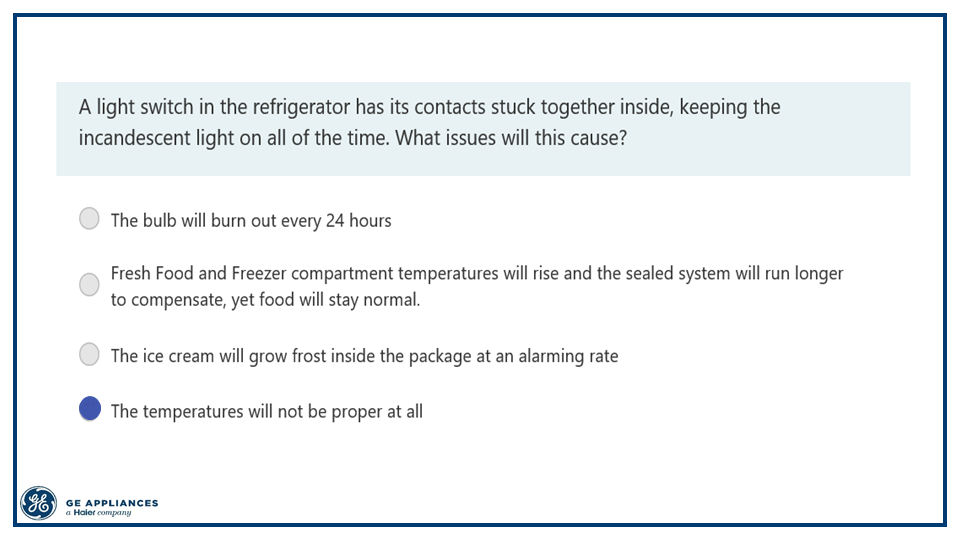 A light switch in the refrigerator has its contacts stuck together inside, keeping the
incandescent light on all of the time. What issues will this cause?
The bulb will burn out every 24 hours
Fresh Food and Freezer compartment temperatures will rise and the sealed system will run longer
to compensate, yet food will stay normal.
The ice cream will grow frost inside the package at an alarming rate
The temperatures will not be proper at all
GE APPLIANCES
a Haier company